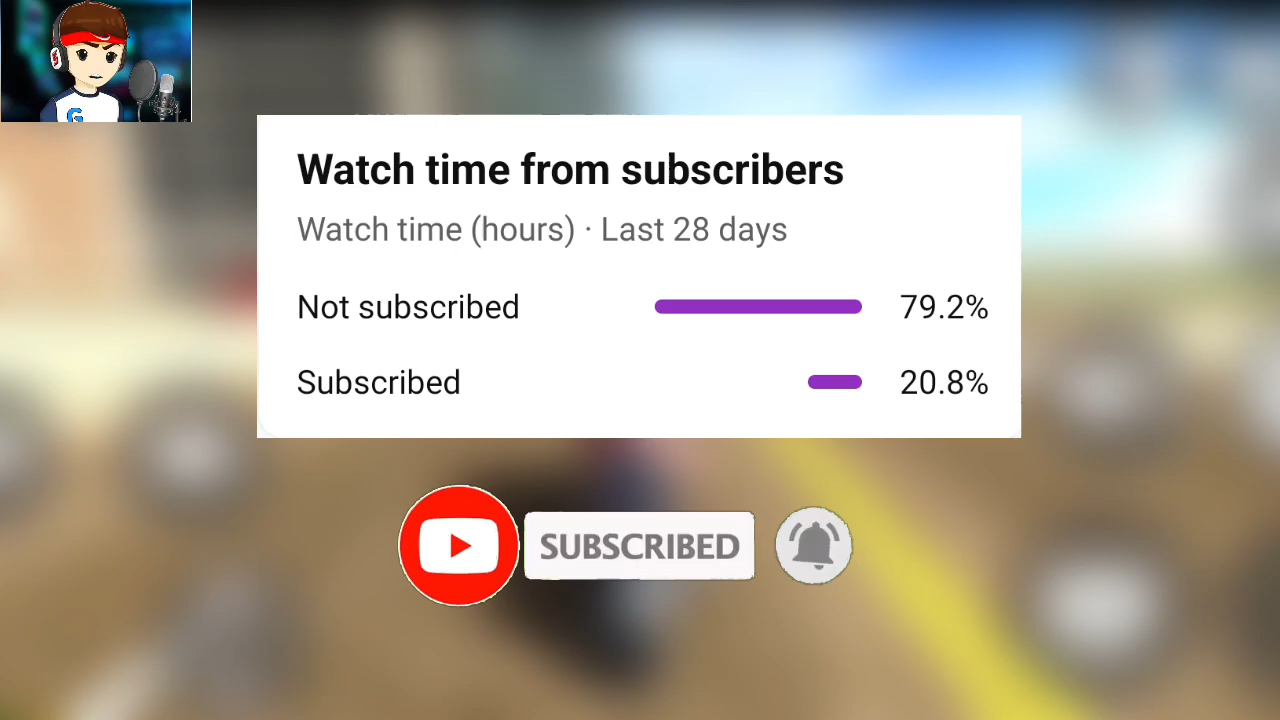 Watch time from subscribers
Watch time (hours) · Last 28 days
Not subscribed 79.2%
Subscribed 20.8%
SUBSCRIBED
G